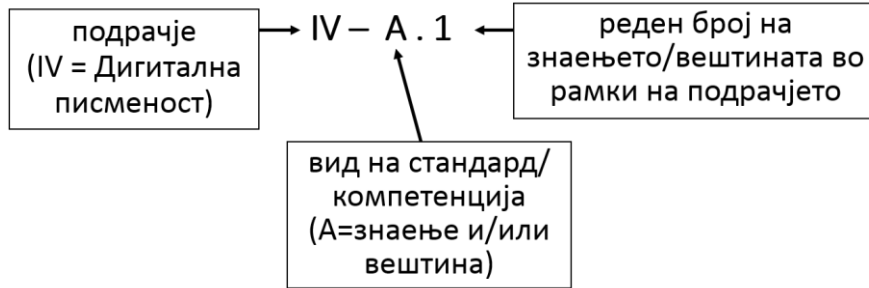 подрачје
(IV = Дигитална
писменост)
IV – А . 1
реден број на
знаењето/вештината во
рамки на подрачјето
вид на стандард/
компетенција
(А=знаење и/или
вештина)